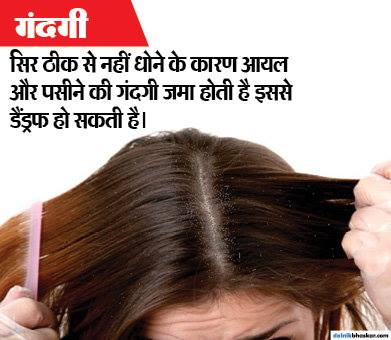 गंदगी
सिर ठीक से नहीं धोने के कारण आयल
और पसीने की गंदगी जमा होती है इससे
डैंड्रफ हो सकती है।
dainikbhaskar.com